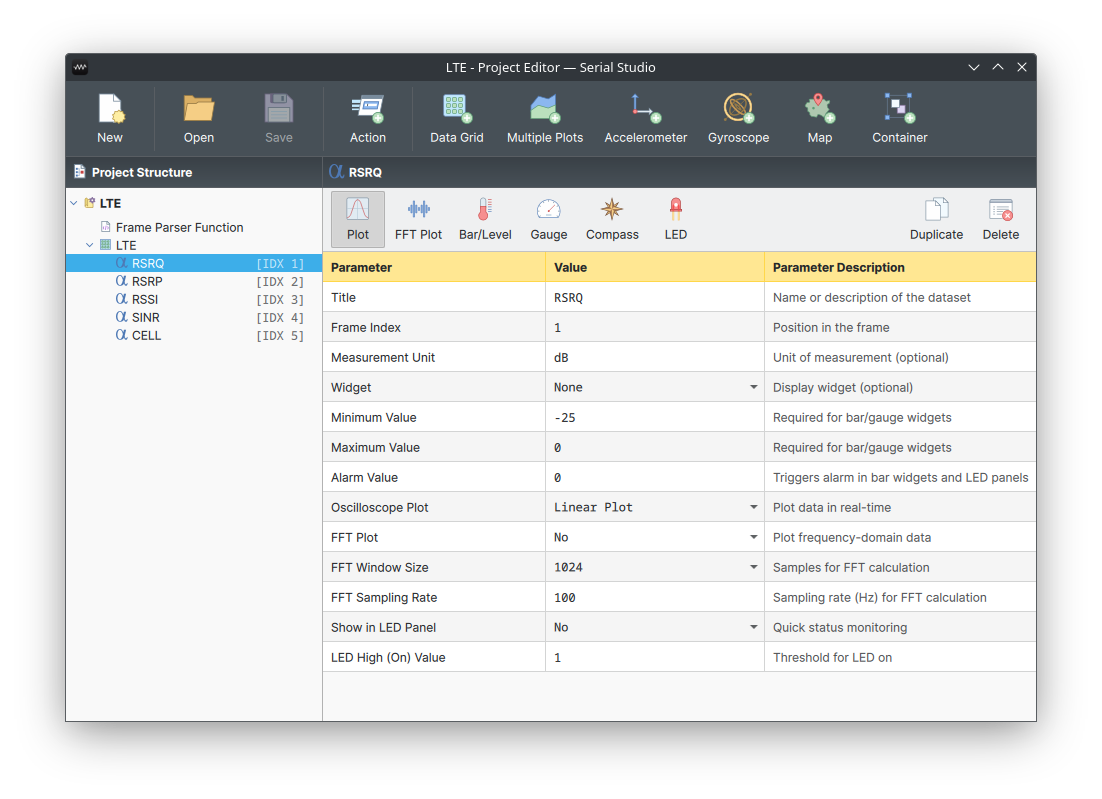 LTE - Project Editor — Serial Studio
New Open Save Action Data Grid Multiple Plots Accelerometer Gyroscope Map Container
Project Structure
α RSRQ
LTE
Frame Parser Function
LTE
α RSRQ [IDX 1]
α RSRP [IDX 2]
α RSSI [IDX 3]
α SINR [IDX 4]
α CELL [IDX 5]
Plot FFT Plot Bar/Level Gauge Compass LED Duplicate Delete
Parameter Value Parameter Description
Title RSRQ Name or description of the dataset
Frame Index 1 Position in the frame
Measurement Unit dB Unit of measurement (optional)
Widget None Display widget (optional)
Minimum Value -25 Required for bar/gauge widgets
Maximum Value 0 Required for bar/gauge widgets
Alarm Value 0 Triggers alarm in bar widgets and LED panels
Oscilloscope Plot Linear Plot Plot data in real-time
FFT Plot No Plot frequency-domain data
FFT Window Size 1024 Samples for FFT calculation
FFT Sampling Rate 100 Sampling rate (Hz) for FFT calculation
Show in LED Panel No Quick status monitoring
LED High (On) Value 1 Threshold for LED on